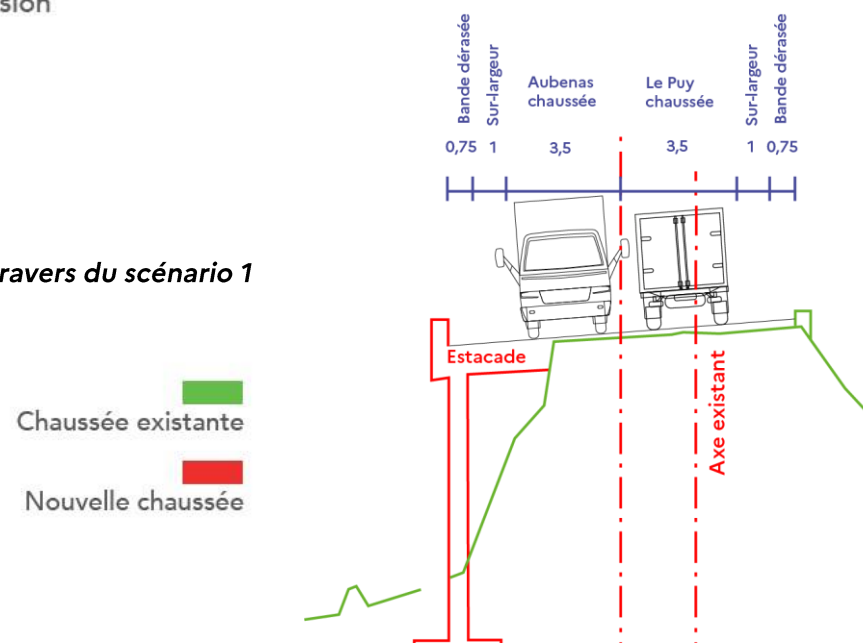 sion
Bande dérasée
Sur-largeur
Aubenas
chaussée
Le Puy
chaussée
Sur-largeur
Bande dérasée
0,75 1 3,5 3,5 1 0,75
ravers du scénario 1
Estacade
Axe existant
Chaussée existante
Nouvelle chaussée